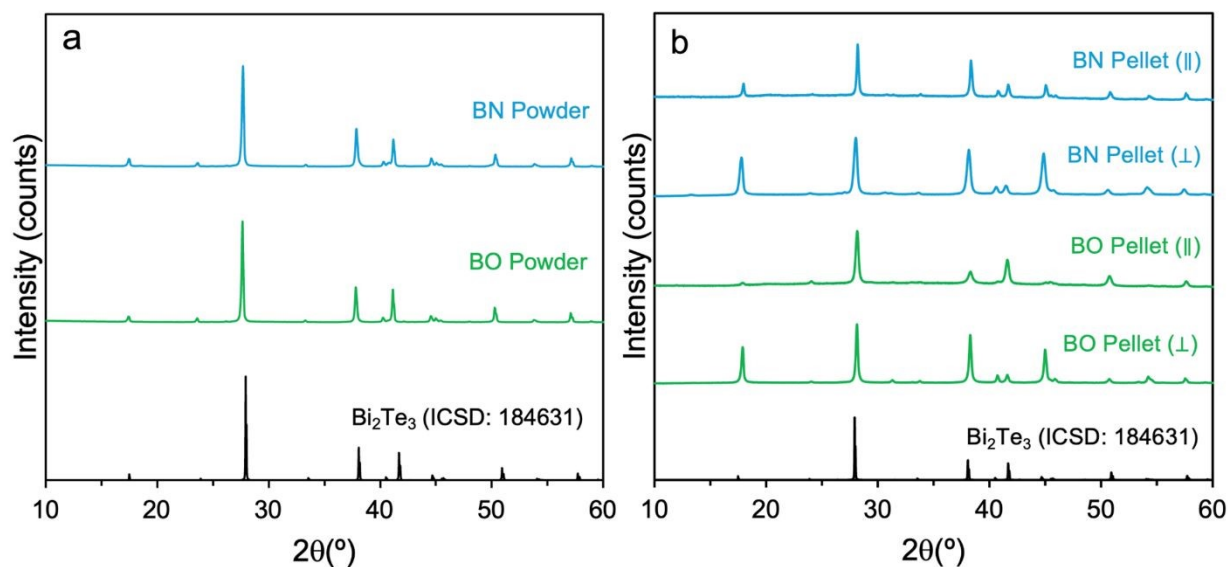 a
BN Powder
BO Powder
Bi₂Te₃ (ICSD: 184631)
Intensity (counts)
10 20 30 40 50 60
2θ(º)
b
BN Pellet (∥)
BN Pellet (⊥)
BO Pellet (∥)
BO Pellet (⊥)
Bi₂Te₃ (ICSD: 184631)
Intensity (counts)
10 20 30 40 50 60
2θ(º)